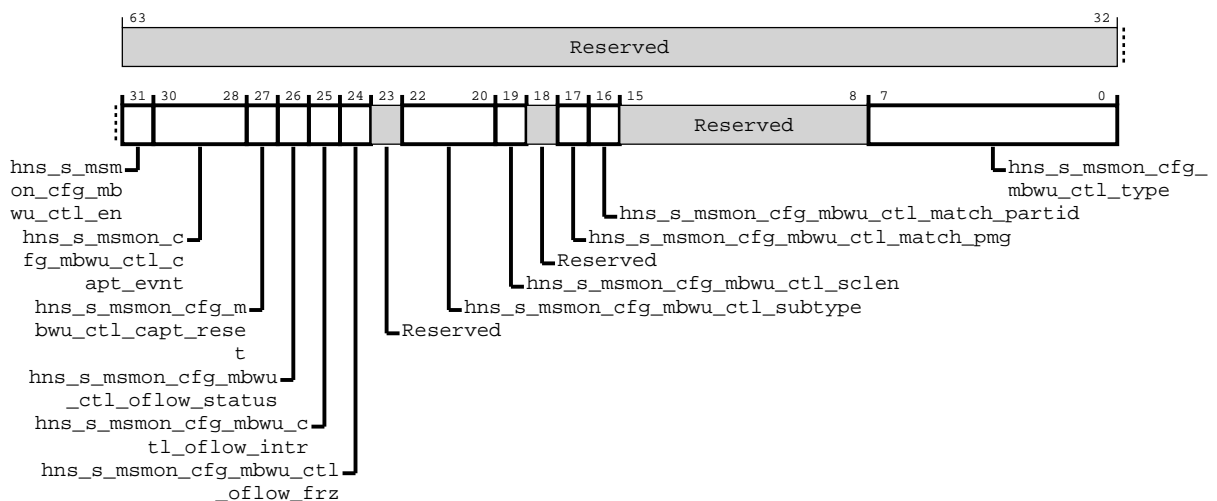 63 32
Reserved
31 30 28 27 26 25 24 23 22 20 19 18 17 16 15 8 7 0
Reserved
hns_s_msm
on_cfg_mb
wu_ctl_en
hns_s_msmon_cfg_
mbwu_ctl_type
hns_s_msmon_cfg_mbwu_ctl_match_partid
hns_s_msmon_c
fg_mbwu_ctl_c
apt_evnt
hns_s_msmon_cfg_mbwu_ctl_match_pmg
Reserved
hns_s_msmon_cfg_mbwu_ctl_sclen
hns_s_msmon_cfg_m
bwu_ctl_capt_rese
t
hns_s_msmon_cfg_mbwu_ctl_subtype
Reserved
hns_s_msmon_cfg_mbwu
_ctl_oflow_status
hns_s_msmon_cfg_mbwu_c
tl_oflow_intr
hns_s_msmon_cfg_mbwu_ctl
_oflow_frz